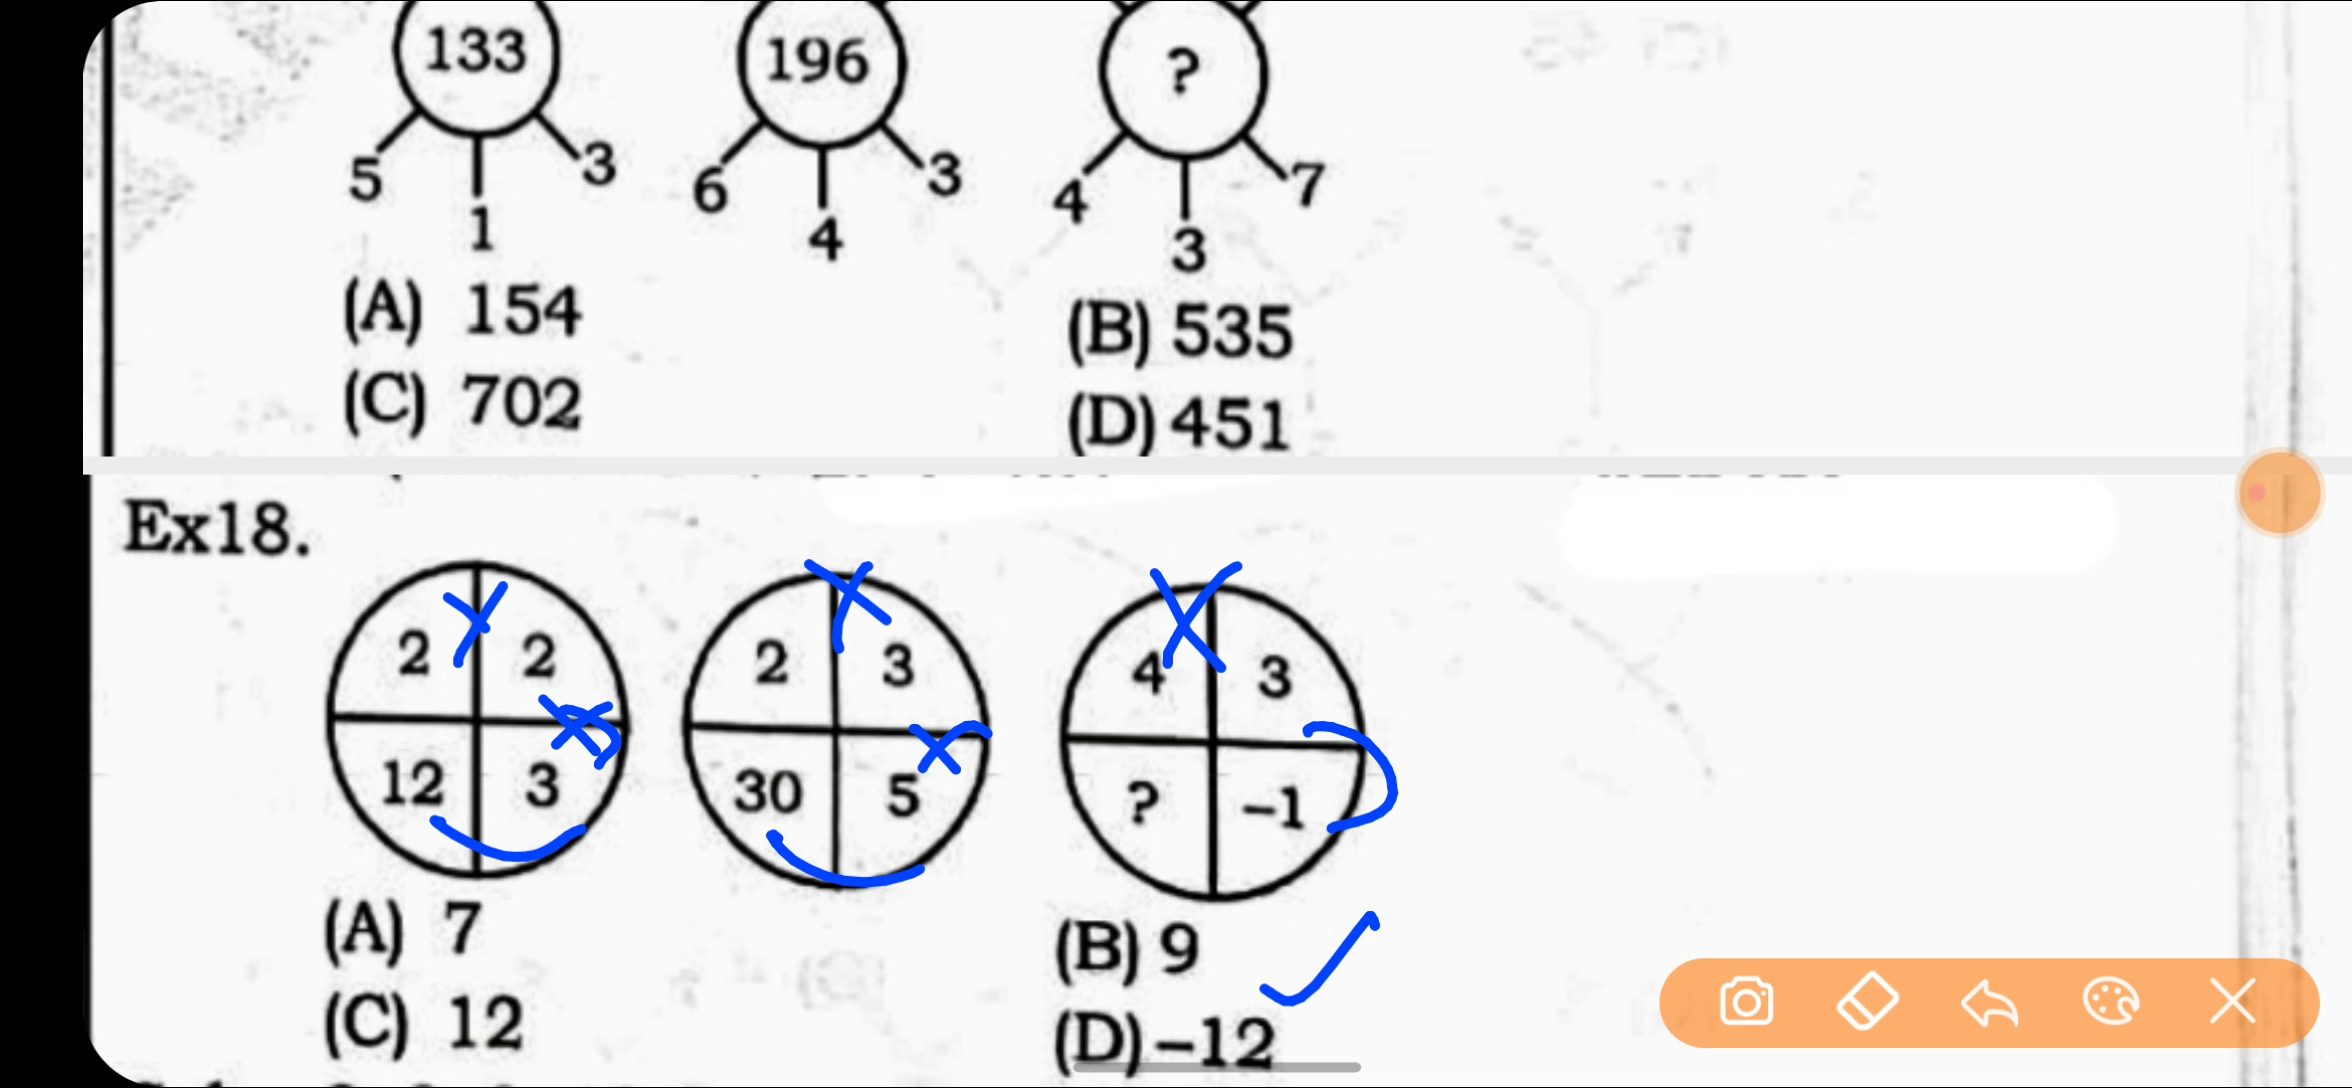 133 196 ?
5 3 6 3 4 7
1 4 3
(A) 154 (B) 535
(C) 702 (D) 451
Ex18.
2 2 2 3 4 3
12 3 30 5 ? –1
(A) 7 (B) 9
(C) 12 (D) –12